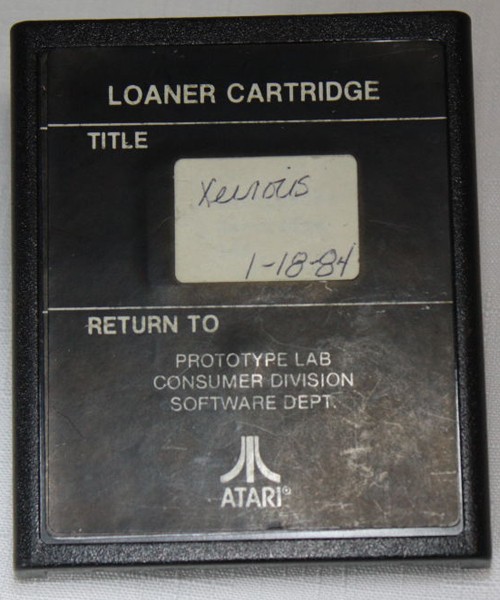 LOANER CARTRIDGE
TITLE
Xevious
1-18-84
RETURN TO
PROTOTYPE LAB
CONSUMER DIVISION
SOFTWARE DEPT.
ATARI®